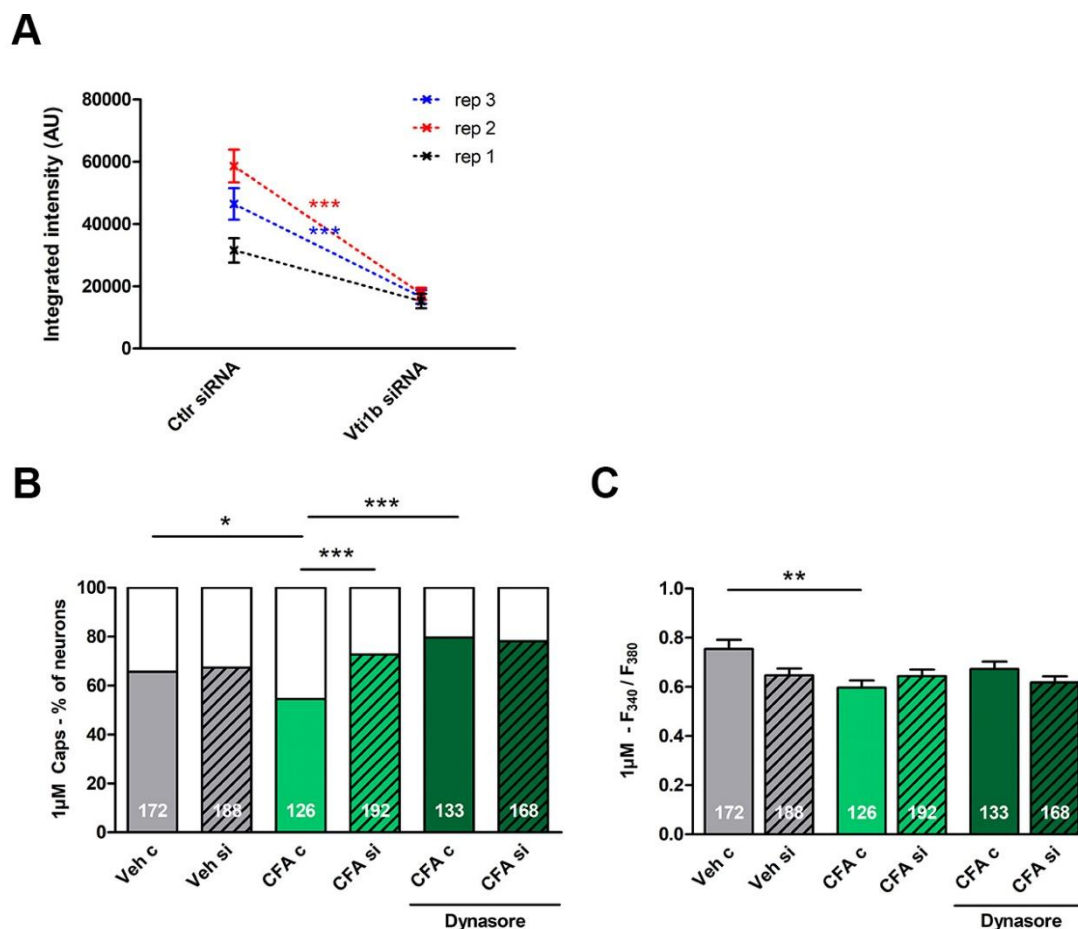 A
Integrated intensity (AU)
80000
60000
40000
20000
0
rep 3
rep 2
rep 1
***
***
Ctlr siRNA
Vti1b siRNA
B
1µM Caps - % of neurons
100
80
60
40
20
0
*
***
***
172
188
126
192
133
168
Veh c
Veh si
CFA c
CFA si
CFA c
CFA si
Dynasore
C
1µM - F340 / F380
1.0
0.8
0.6
0.4
0.2
0.0
**
172
188
126
192
133
168
Veh c
Veh si
CFA c
CFA si
CFA c
CFA si
Dynasore